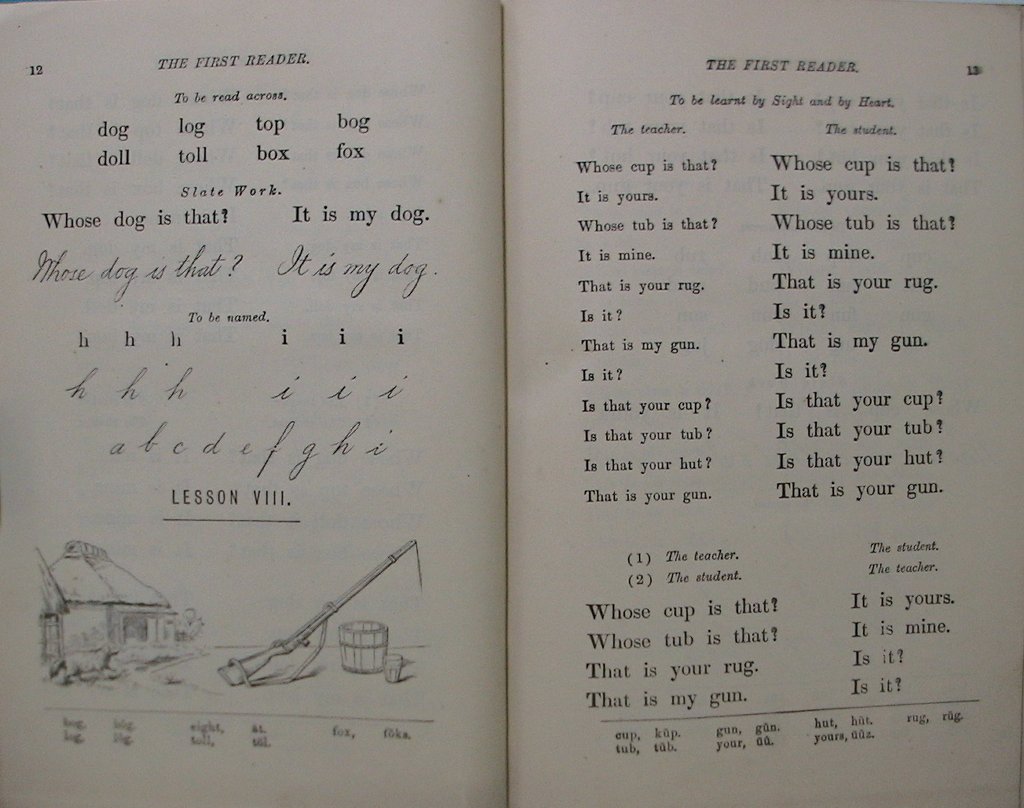 12
THE FIRST READER.
To be read across.
dog log top bog
doll toll box fox
Slate Work.
Whose dog is that? It is my dog.
Whose dog is that? It is my dog.
To be named.
h h h i i i
h h h i i i
a b c d e f g h i
LESSON VIII.
bog, bŏg. eight, āt. fox, fŏks.
log, lŏg. toll, tōl.
THE FIRST READER. 13
To be learnt by Sight and by Heart.
The teacher. The student.
Whose cup is that? Whose cup is that?
It is yours. It is yours.
Whose tub is that? Whose tub is that?
It is mine. It is mine.
That is your rug. That is your rug.
Is it? Is it?
That is my gun. That is my gun.
Is it? Is it?
Is that your cup? Is that your cup?
Is that your tub? Is that your tub?
Is that your hut? Is that your hut?
That is your gun. That is your gun.
(1) The teacher. The student.
(2) The student. The teacher.
Whose cup is that? It is yours.
Whose tub is that? It is mine.
That is your rug. Is it?
That is my gun. Is it?
cup, gun, hut, rug,
tub, your, yours,